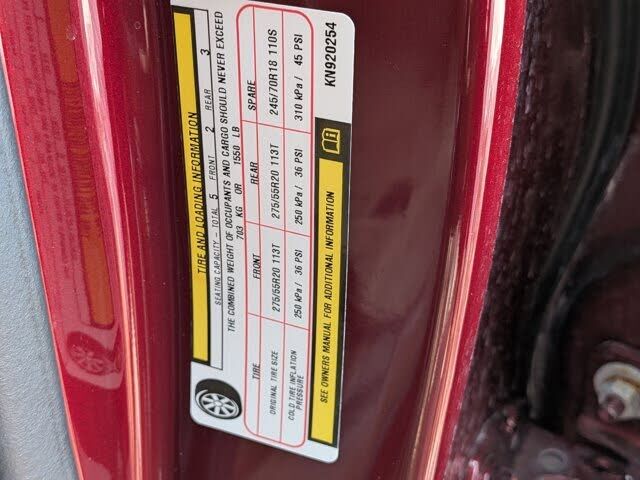 TIRE AND LOADING INFORMATION
SEATING CAPACITY - TOTAL 5 FRONT 2 REAR 3
THE COMBINED WEIGHT OF OCCUPANTS AND CARGO SHOULD NEVER EXCEED
703 KG OR 1550 LB
TIRE FRONT REAR SPARE
ORIGINAL TIRE SIZE 275/55R20 113T 275/55R20 113T 245/70R18 110S
COLD TIRE INFLATION PRESSURE 250 kPa / 36 PSI 250 kPa / 36 PSI 310 kPa / 45 PSI
SEE OWNERS MANUAL FOR ADDITIONAL INFORMATION
KN920254